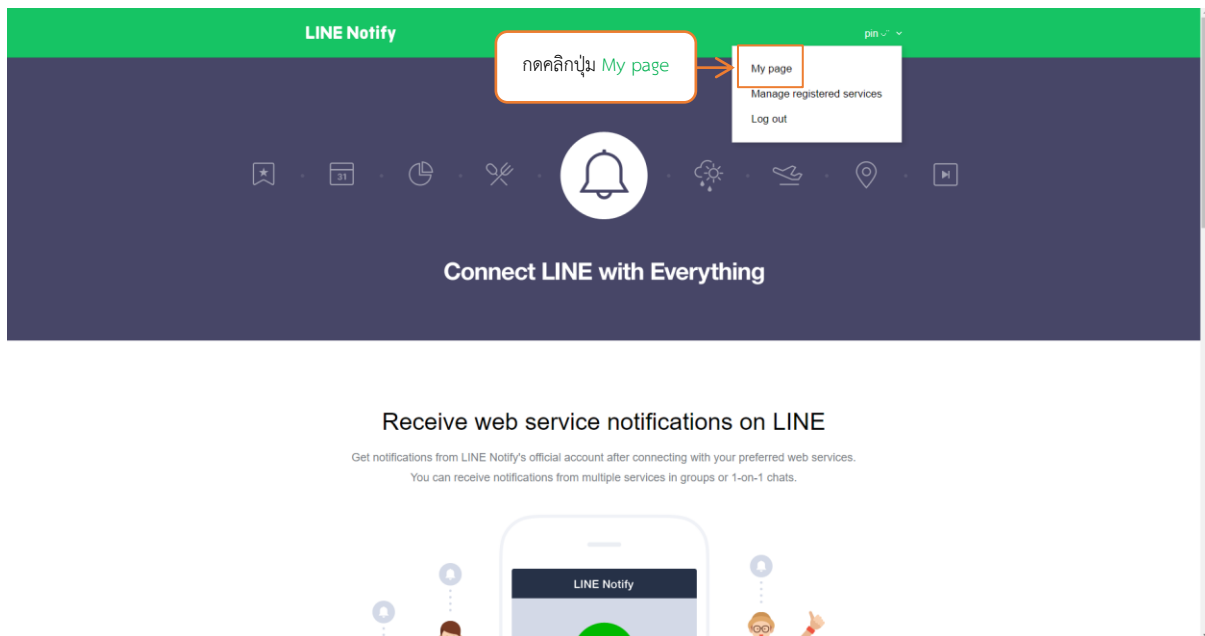 LINE Notify
pin ⌣̈
กดคลิกปุ่ม My page
My page
Manage registered services
Log out
31
Connect LINE with Everything
Receive web service notifications on LINE
Get notifications from LINE Notify's official account after connecting with your preferred web services.
You can receive notifications from multiple services in groups or 1-on-1 chats.
LINE Notify